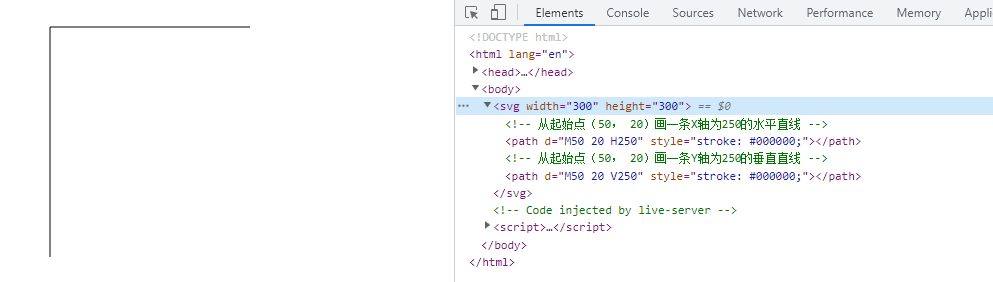 Elements Console Sources Network Performance Memory Appli
<!DOCTYPE html>
<html lang="en">
<head>…</head>
<body>
<svg width="300" height="300"> == $0
<!-- 从起始点（50， 20）画一条X轴为250的水平直线 -->
<path d="M50 20 H250" style="stroke: #000000;"></path>
<!-- 从起始点（50， 20）画一条Y轴为250的垂直直线 -->
<path d="M50 20 V250" style="stroke: #000000;"></path>
</svg>
<!-- Code injected by live-server -->
<script>…</script>
</body>
</html>